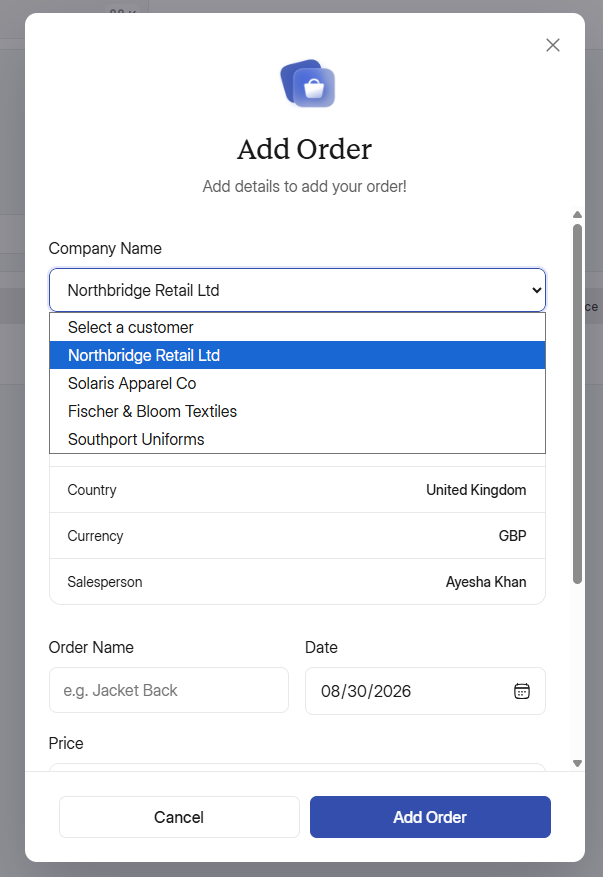 Add Order
Add details to add your order!
Company Name
Northbridge Retail Ltd
Select a customer
Northbridge Retail Ltd
Solaris Apparel Co
Fischer & Bloom Textiles
Southport Uniforms
Country United Kingdom
Currency GBP
Salesperson Ayesha Khan
Order Name Date
e.g. Jacket Back 08/30/2026
Price
Cancel Add Order